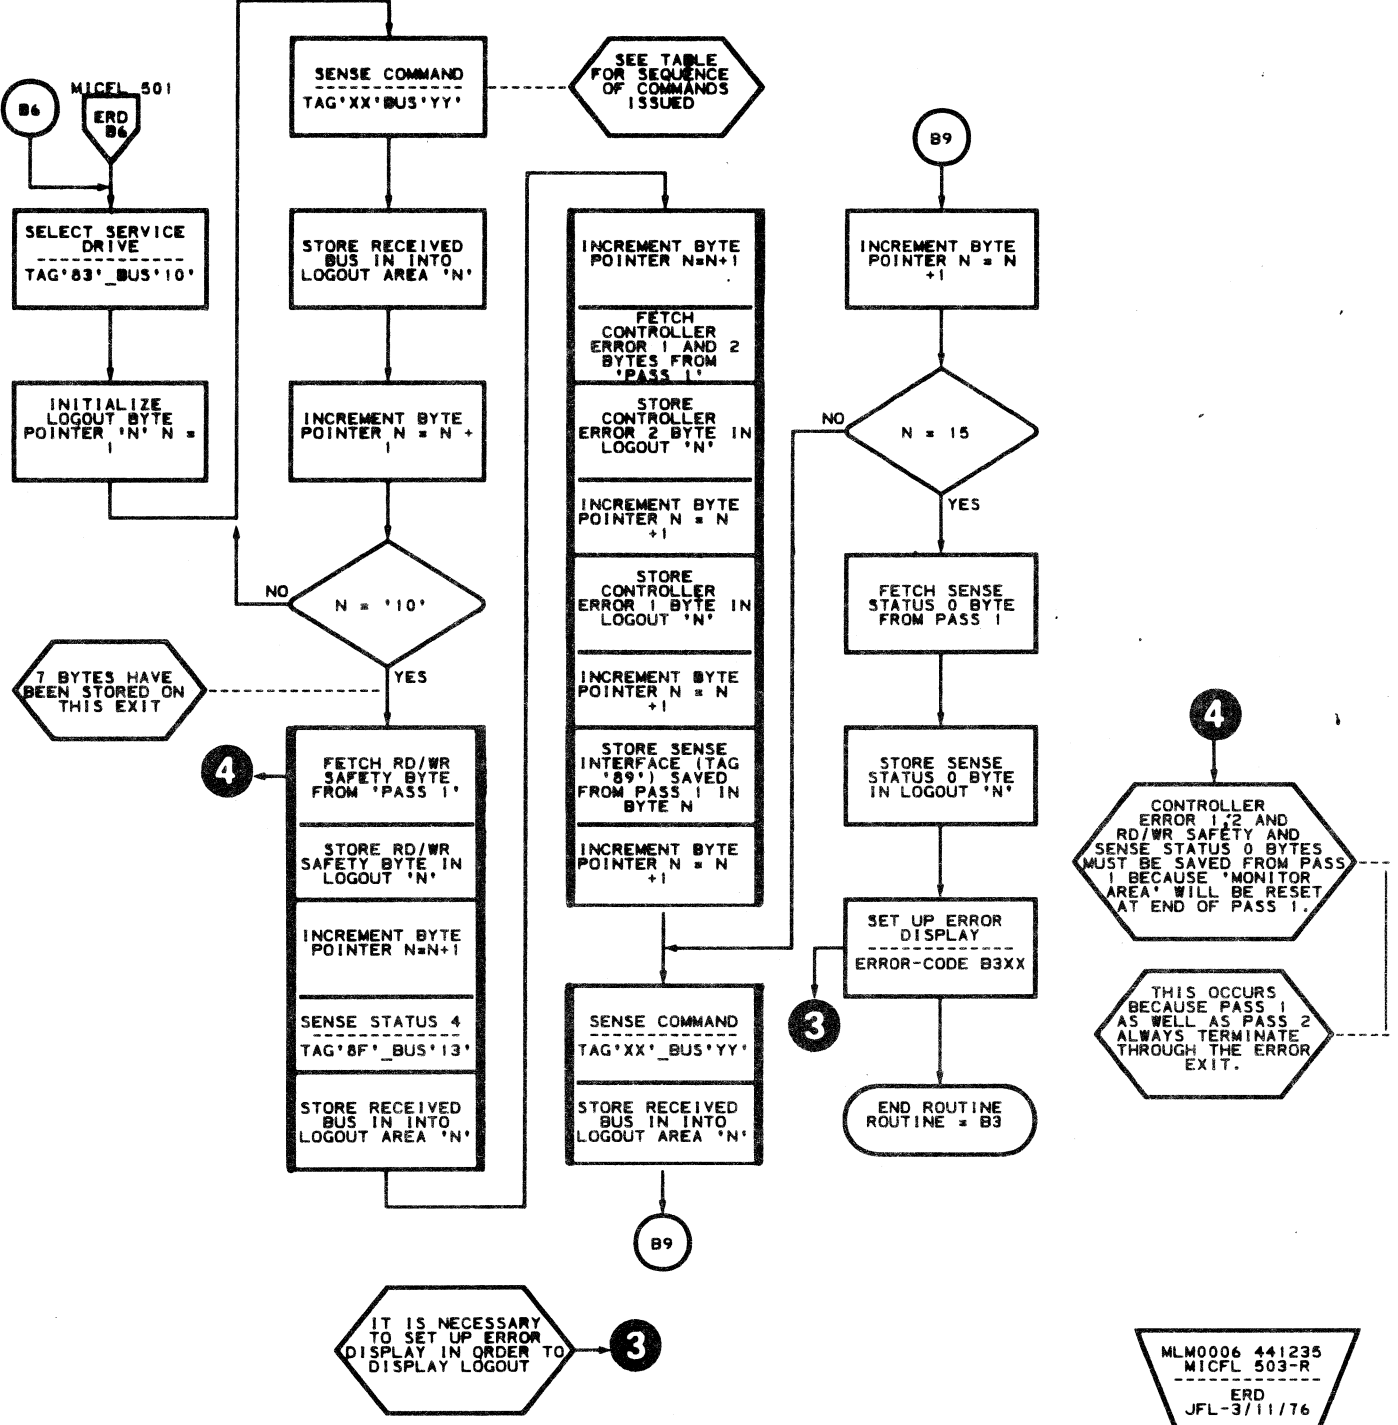 B6
MICFL 501
ERD
B6
SELECT SERVICE
DRIVE
TAG'83'_BUS'10'
INITIALIZE
LOGOUT BYTE
POINTER 'N' N =
1
SENSE COMMAND
TAG'XX'BUS'YY'
SEE TABLE
FOR SEQUENCE
OF COMMANDS
ISSUED
STORE RECEIVED
BUS IN INTO
LOGOUT AREA 'N'
INCREMENT BYTE
POINTER N = N +
1
N = '10'
NO
YES
7 BYTES HAVE
BEEN STORED ON
THIS EXIT
4
FETCH RD/WR
SAFETY BYTE
FROM 'PASS 1'
STORE RD/WR
SAFETY BYTE IN
LOGOUT 'N'
INCREMENT BYTE
POINTER N=N+1
SENSE STATUS 4
TAG'8F'_BUS'13'
STORE RECEIVED
BUS IN INTO
LOGOUT AREA 'N'
INCREMENT BYTE
POINTER N=N+1
FETCH
CONTROLLER
ERROR 1 AND 2
BYTES FROM
'PASS 1'
STORE
CONTROLLER
ERROR 2 BYTE IN
LOGOUT 'N'
INCREMENT BYTE
POINTER N = N
+1
STORE
CONTROLLER
ERROR 1 BYTE IN
LOGOUT 'N'
INCREMENT BYTE
POINTER N = N
+1
STORE SENSE
INTERFACE (TAG
'89') SAVED
FROM PASS 1 IN
BYTE N
INCREMENT BYTE
POINTER N = N
+1
SENSE COMMAND
TAG'XX'_BUS'YY'
STORE RECEIVED
BUS IN INTO
LOGOUT AREA 'N'
B9
B9
INCREMENT BYTE
POINTER N = N
+1
N = 15
NO
YES
FETCH SENSE
STATUS 0 BYTE
FROM PASS 1
STORE SENSE
STATUS 0 BYTE
IN LOGOUT 'N'
SET UP ERROR
DISPLAY
ERROR-CODE B3XX
3
END ROUTINE
ROUTINE = B3
4
CONTROLLER
ERROR 1,2 AND
RD/WR SAFETY AND
SENSE STATUS 0 BYTES
MUST BE SAVED FROM PASS
1 BECAUSE 'MONITOR
AREA' WILL BE RESET
AT END OF PASS 1.
THIS OCCURS
BECAUSE PASS 1
AS WELL AS PASS 2
ALWAYS TERMINATE
THROUGH THE ERROR
EXIT.
IT IS NECESSARY
TO SET UP ERROR
DISPLAY IN ORDER TO
DISPLAY LOGOUT
3
MLM0006 441235
MICFL 503-R
ERD
JFL-3/11/76